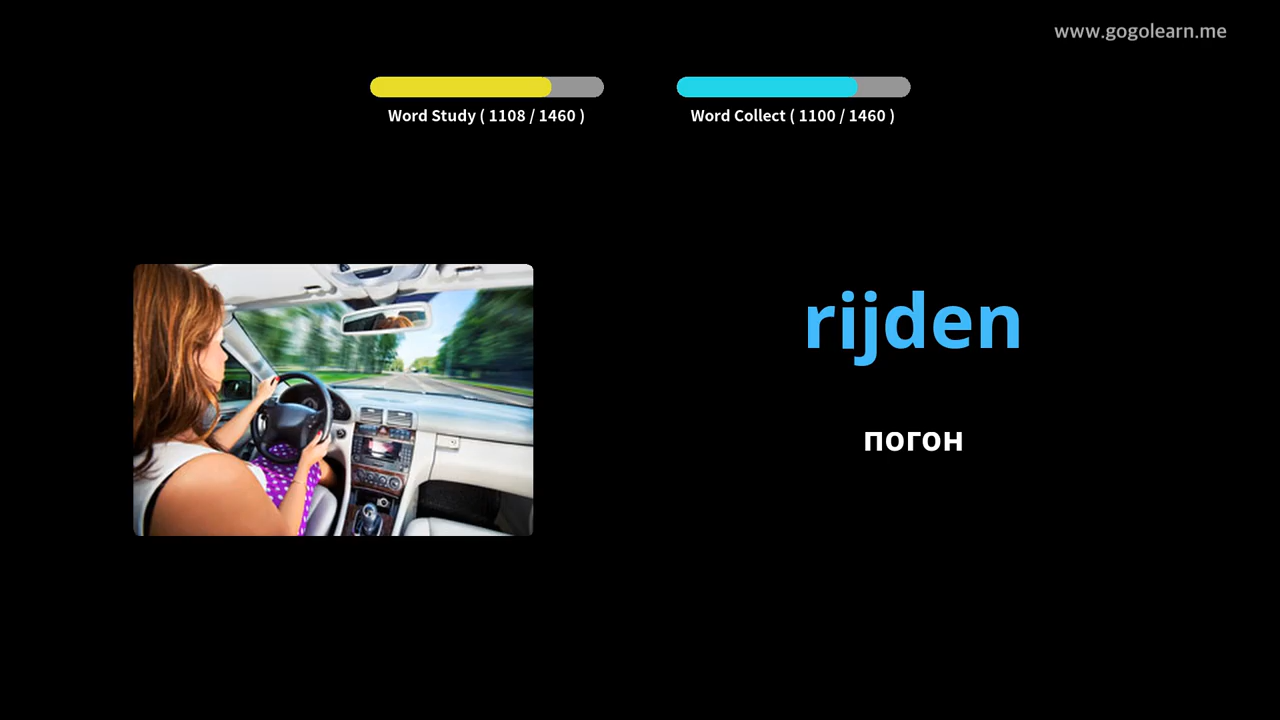 www.gogolearn.me
Word Study ( 1108 / 1460 )
Word Collect ( 1100 / 1460 )
rijden
погон